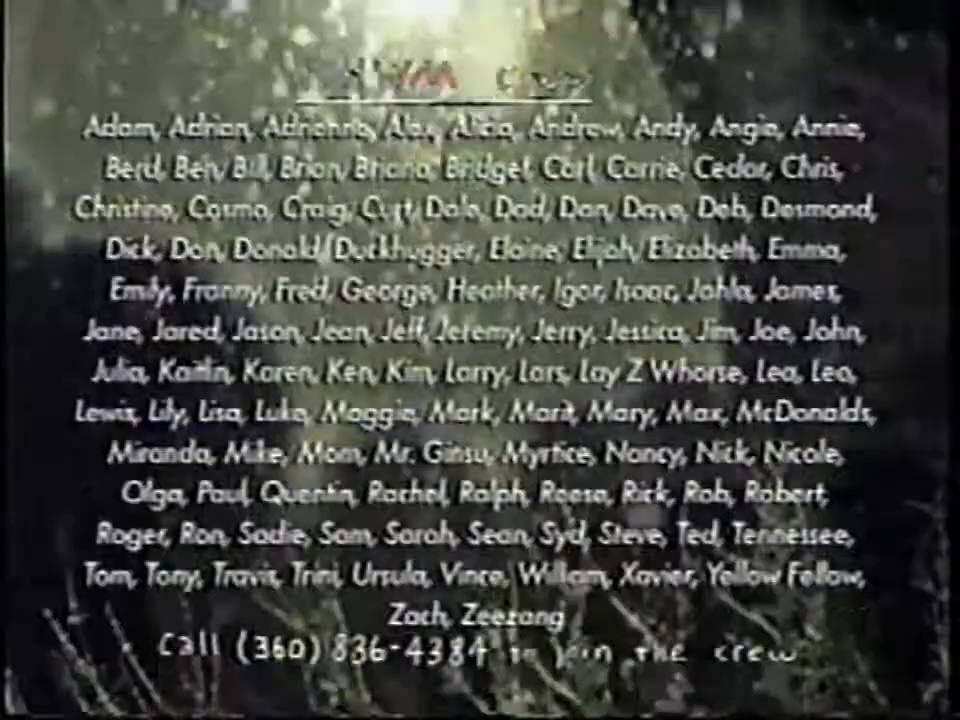 Crew
Adam, Adrian, Adrianna, Alex, Alicia, Andrew, Andy, Angie, Annie,
Berd, Ben, Bill, Brian, Briana, Bridget, Carl, Carrie, Cedar, Chris,
Christine, Cosmo, Craig, Curt, Dale, Dad, Dan, Dave, Deb, Desmond,
Dick, Don, Donald Duckhugger, Elaine, Elijah, Elizabeth, Emma,
Emily, Franny, Fred, George, Heather, Igor, Isaac, Jahla, James,
Jane, Jared, Jason, Jean, Jeff, Jeremy, Jerry, Jessica, Jim, Joe, John,
Julia, Kaitlin, Karen, Ken, Kim, Larry, Lars, Lay Z Whorse, Lea, Leo,
Lewis, Lily, Lisa, Luke, Maggie, Mark, Marit, Mary, Max, McDonalds,
Miranda, Mike, Mom, Mr. Ginsu, Myrtice, Nancy, Nick, Nicole,
Olga, Paul, Quentin, Rachel, Ralph, Reese, Rick, Rob, Robert,
Roger, Ron, Sadie, Sam, Sarah, Sean, Syd, Steve, Ted, Tennessee,
Tom, Tony, Travis, Trini, Ursula, Vince, William, Xavier, Yellow Fellow,
Zach, Zeezang
Call (360) 836-4384 to join the crew